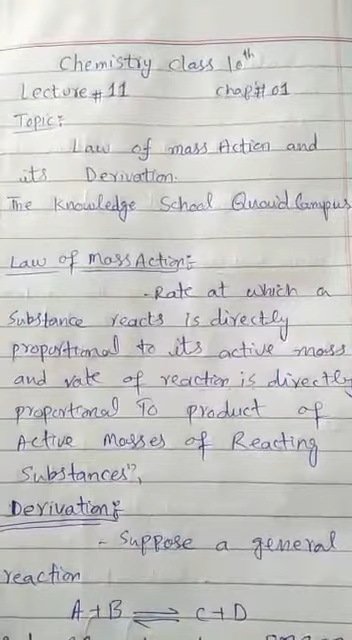 Chemistry class 10th
Lecture # 11 chap# 01
Topic:
Law of mass Action and
its Derivation.
The Knowledge School Quaid Campus
Law of Mass Action:-
-Rate at which a
Substance reacts is directly
proportional to its active mass
and rate of reaction is directly
proportional To product of
Active Masses of Reacting
Substances",
Derivation:
- Suppose a general
reaction
A + B ⇌ C + D